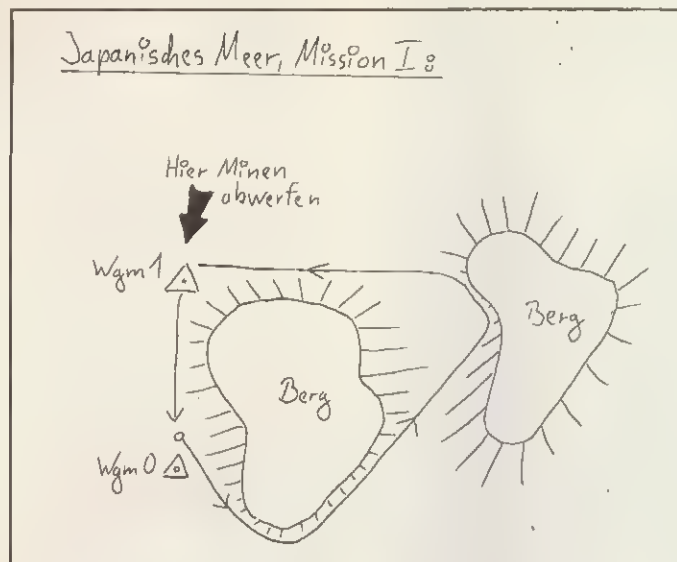 Japanisches Meer, Mission I:
Hier Minen
abwerfen
Wgm 1
Berg
Berg
Wgm 0